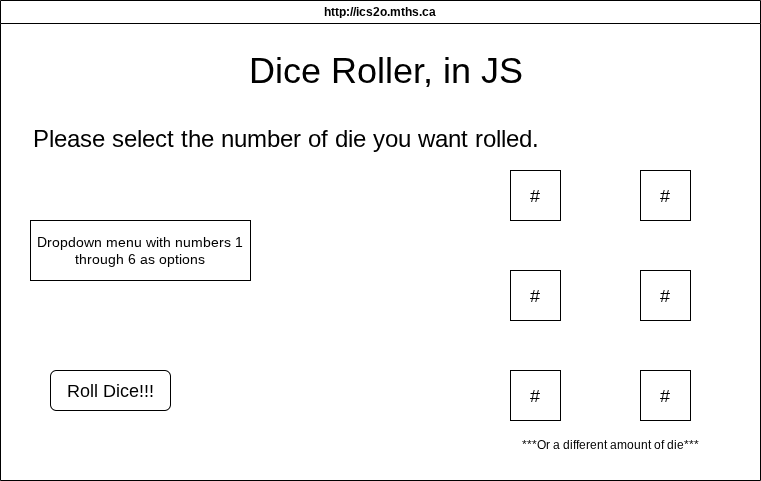 http://ics2o.mths.ca
Dice Roller, in JS
Please select the number of die you want rolled.
# #
Dropdown menu with numbers 1
through 6 as options
# #
Roll Dice!!!
# #
***Or a different amount of die***